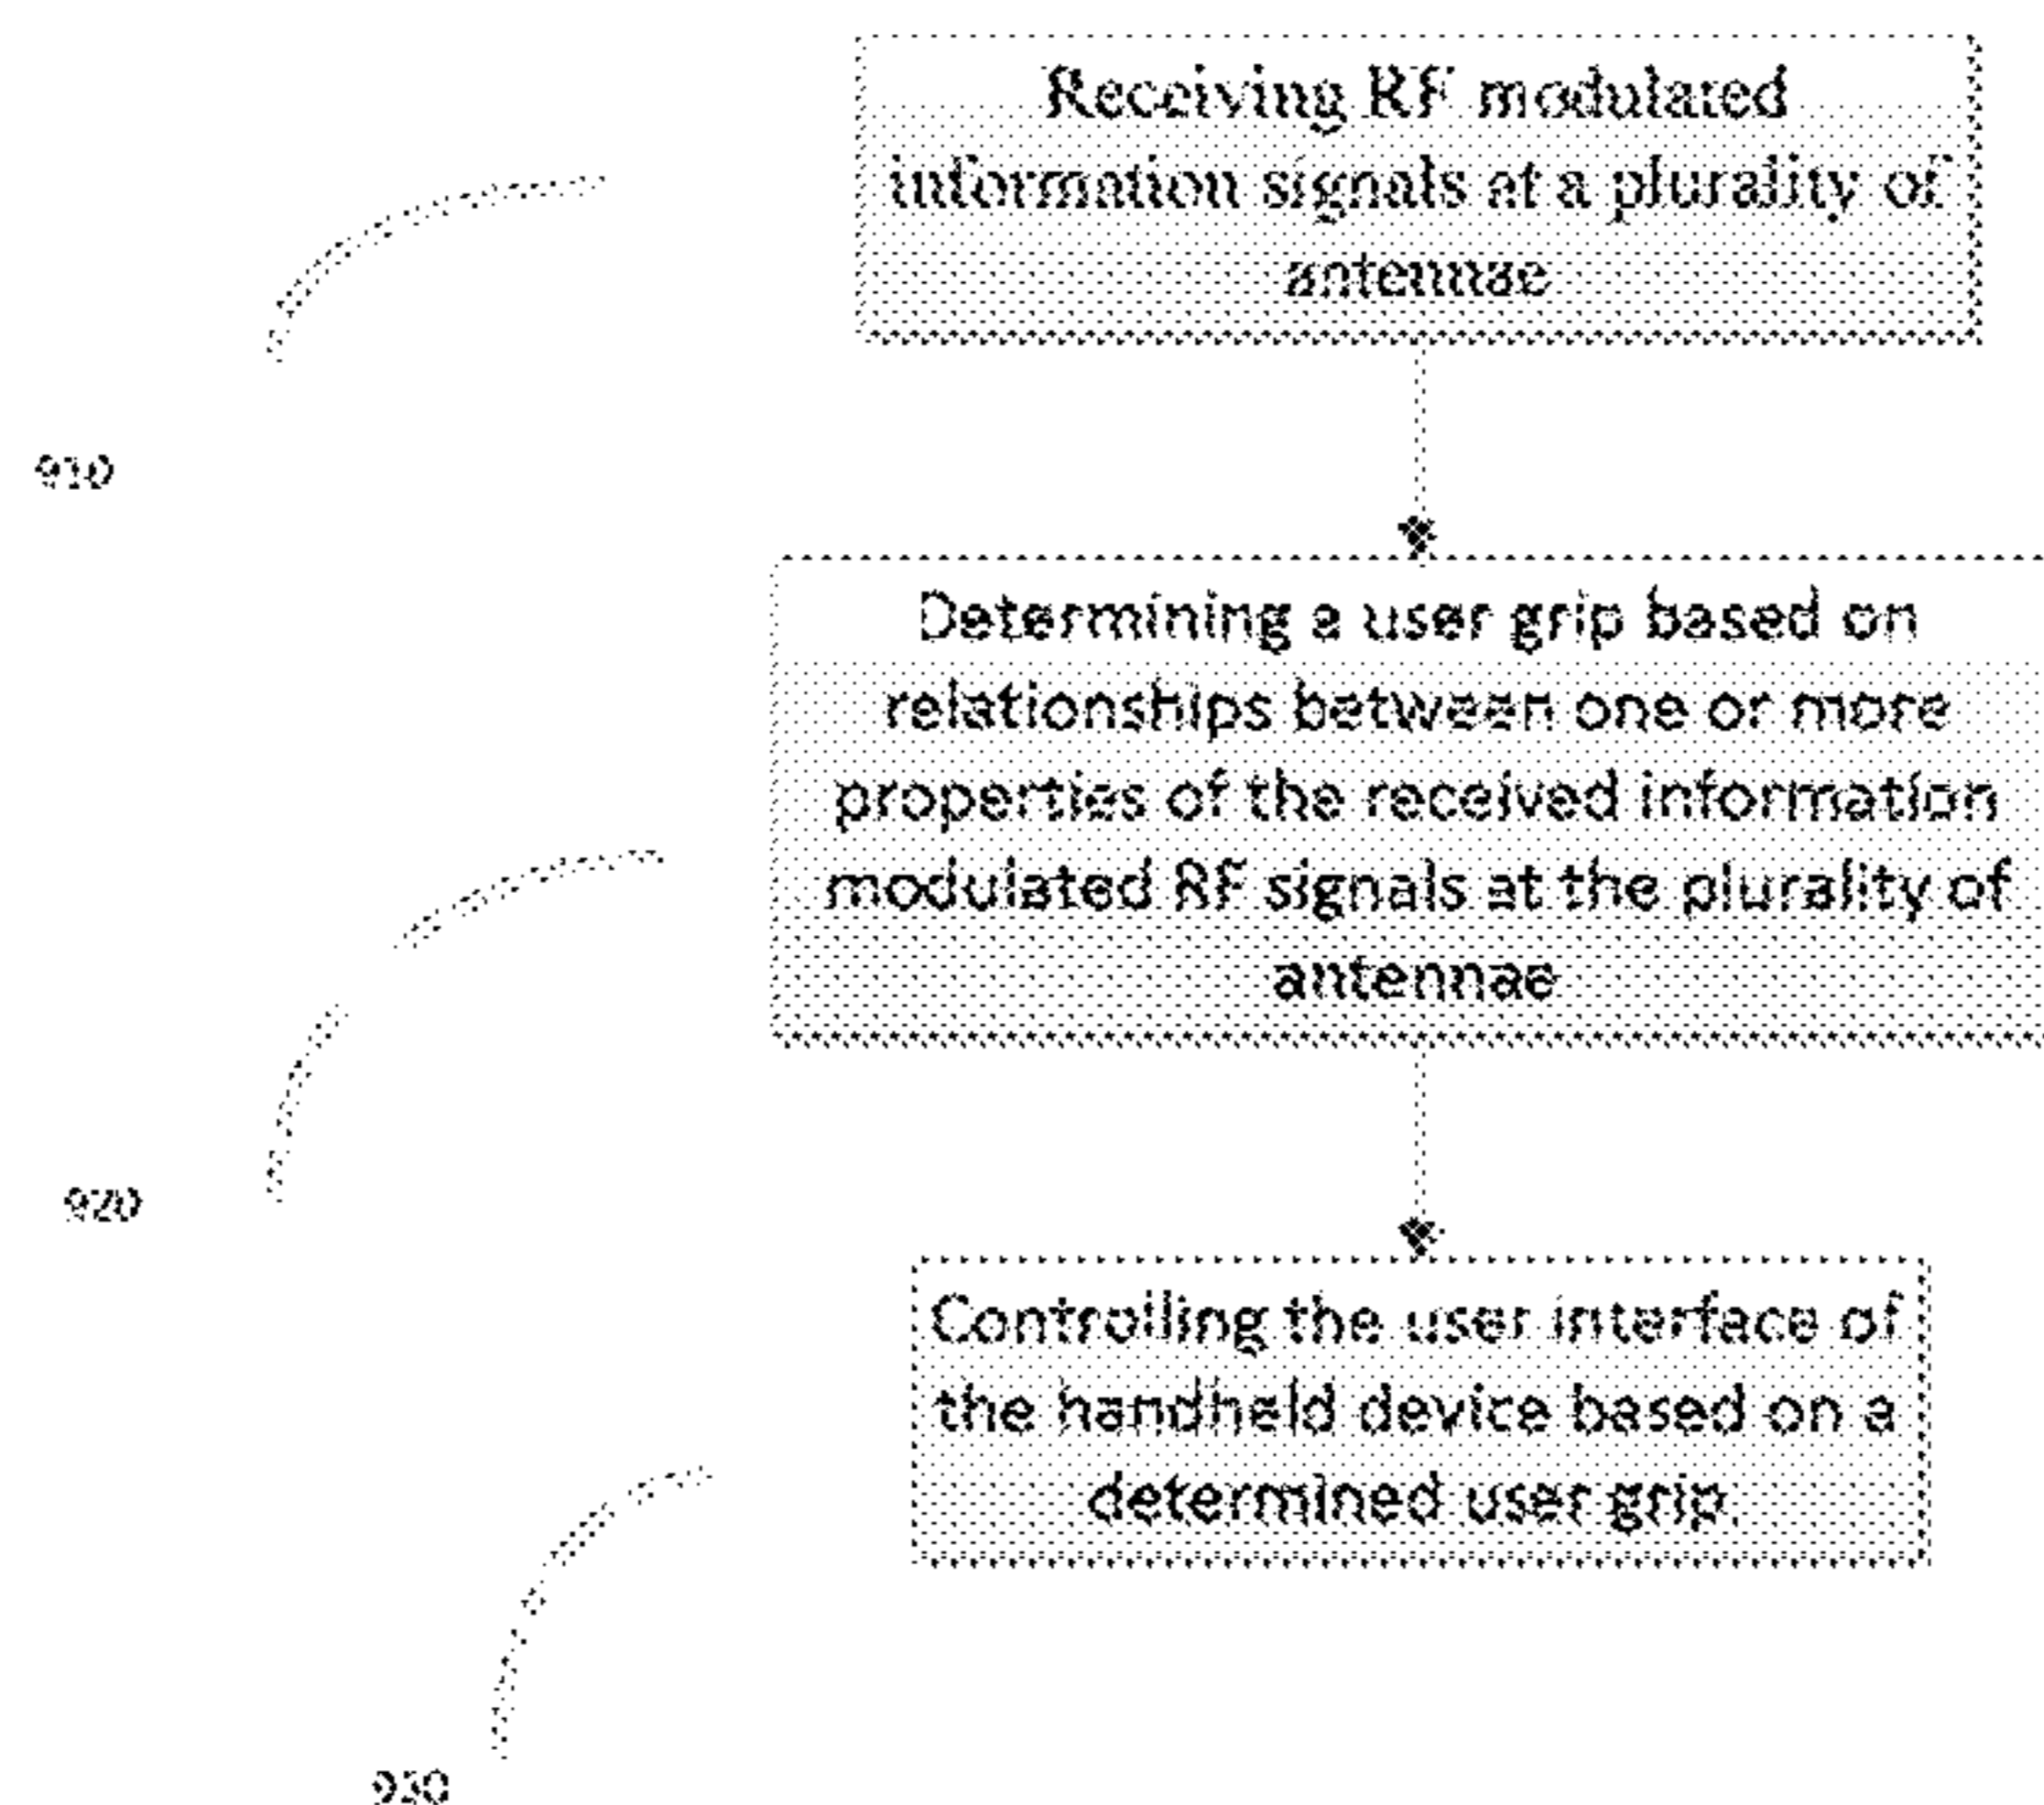 Receiving RF modulated
information signals at a plurality of
antennae
910
Determining a user grip based on
relationships between one or more
properties of the received information
modulated RF signals at the plurality of
antennae
920
Controlling the user interface of
the handheld device based on a
determined user grip.
930